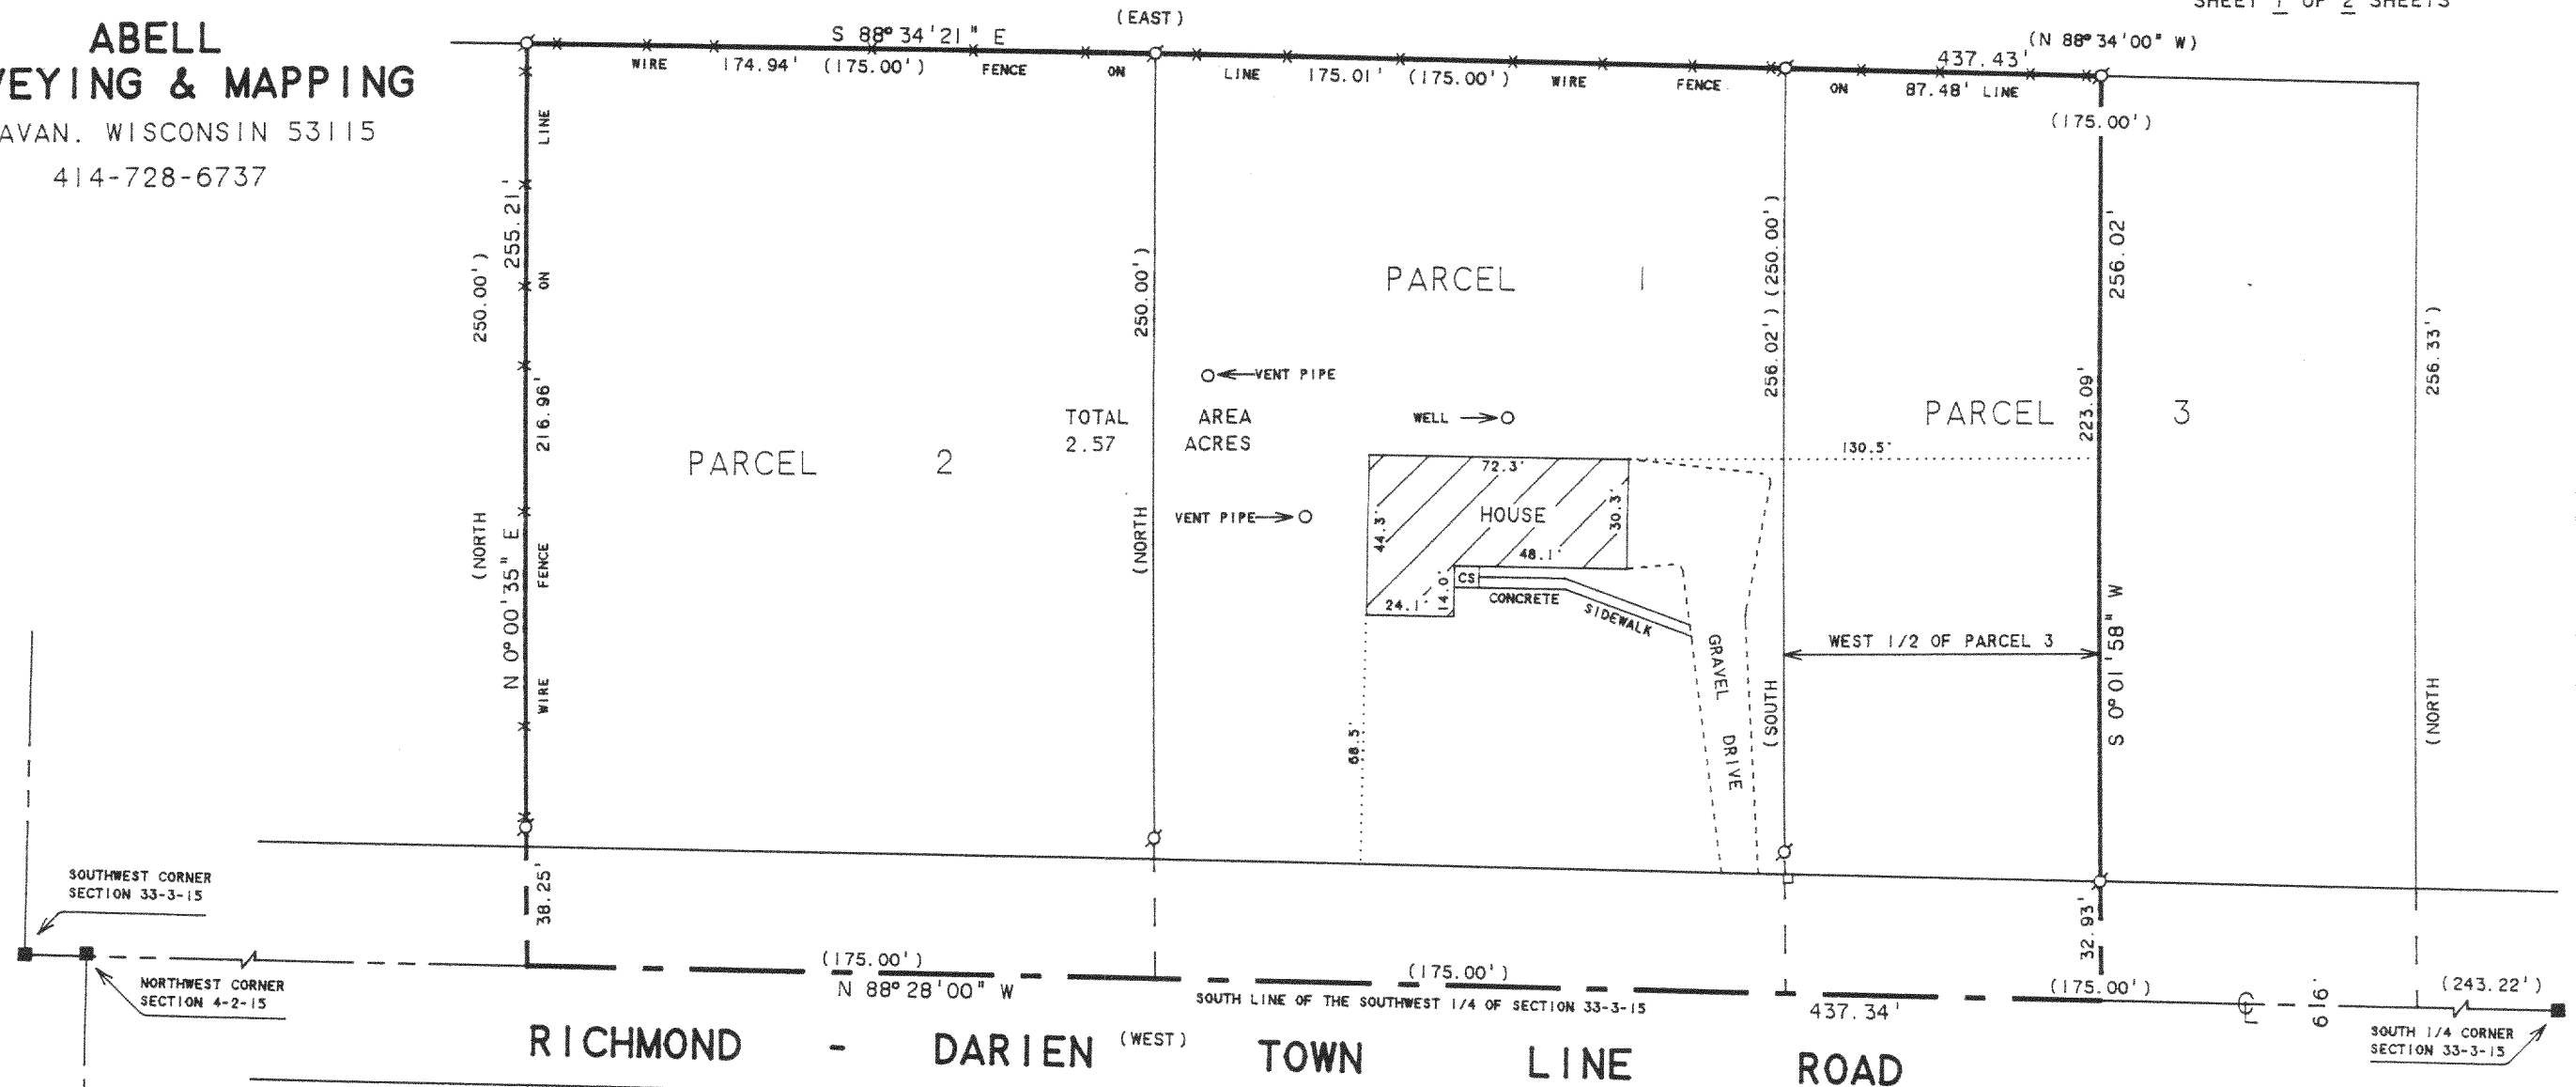 ABELL
VEYING & MAPPING
AVAN. WISCONSIN 53115
414-728-6737
SHEET 1 OF 2 SHEETS
(EAST)
S 88° 34'21" E
(N 88° 34'00" W)
437.43'
WIRE 174.94' (175.00') FENCE ON LINE 175.01' (175.00') WIRE FENCE ON 87.48' LINE
(175.00')
LINE
ON
FENCE
WIRE
255.21'
N 0° 00'35" E
216.96'
(NORTH 250.00')
(NORTH 250.00')
(SOUTH 256.02') (250.00')
256.02'
223.09'
S 0° 01'58" W
(NORTH 256.33')
PARCEL 1
PARCEL 2
PARCEL 3
TOTAL AREA
2.57 ACRES
VENT PIPE
WELL
VENT PIPE
130.5'
72.3'
44.3'
HOUSE
30.3'
48.1'
24.1'
14.0'
CS
CONCRETE SIDEWALK
GRAVEL DRIVE
WEST 1/2 OF PARCEL 3
68.5'
38.25'
32.93'
SOUTHWEST CORNER
SECTION 33-3-15
NORTHWEST CORNER
SECTION 4-2-15
(175.00')
N 88° 28'00" W
(175.00')
SOUTH LINE OF THE SOUTHWEST 1/4 OF SECTION 33-3-15
437.34'
(175.00')
(243.22')
SOUTH 1/4 CORNER
SECTION 33-3-15
RICHMOND - DARIEN (WEST) TOWN LINE ROAD